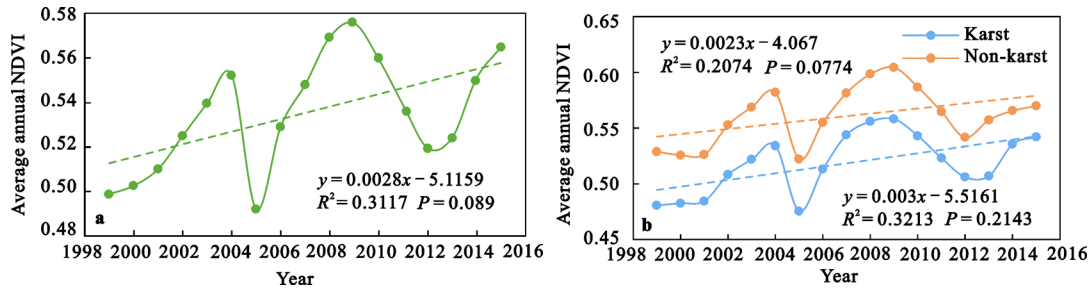 Average annual NDVI
0.58
0.56
0.54
0.52
0.50
0.48
y=0.0028x-5.1159
R²=0.3117 P=0.089
a
1998 2000 2002 2004 2006 2008 2010 2012 2014 2016
Year
Average annual NDVI
0.65
0.60
0.55
0.50
0.45
y=0.0023x-4.067
R²=0.2074 P=0.0774
Karst
Non-karst
y=0.003x-5.5161
R²=0.3213 P=0.2143
b
1998 2000 2002 2004 2006 2008 2010 2012 2014 2016
Year